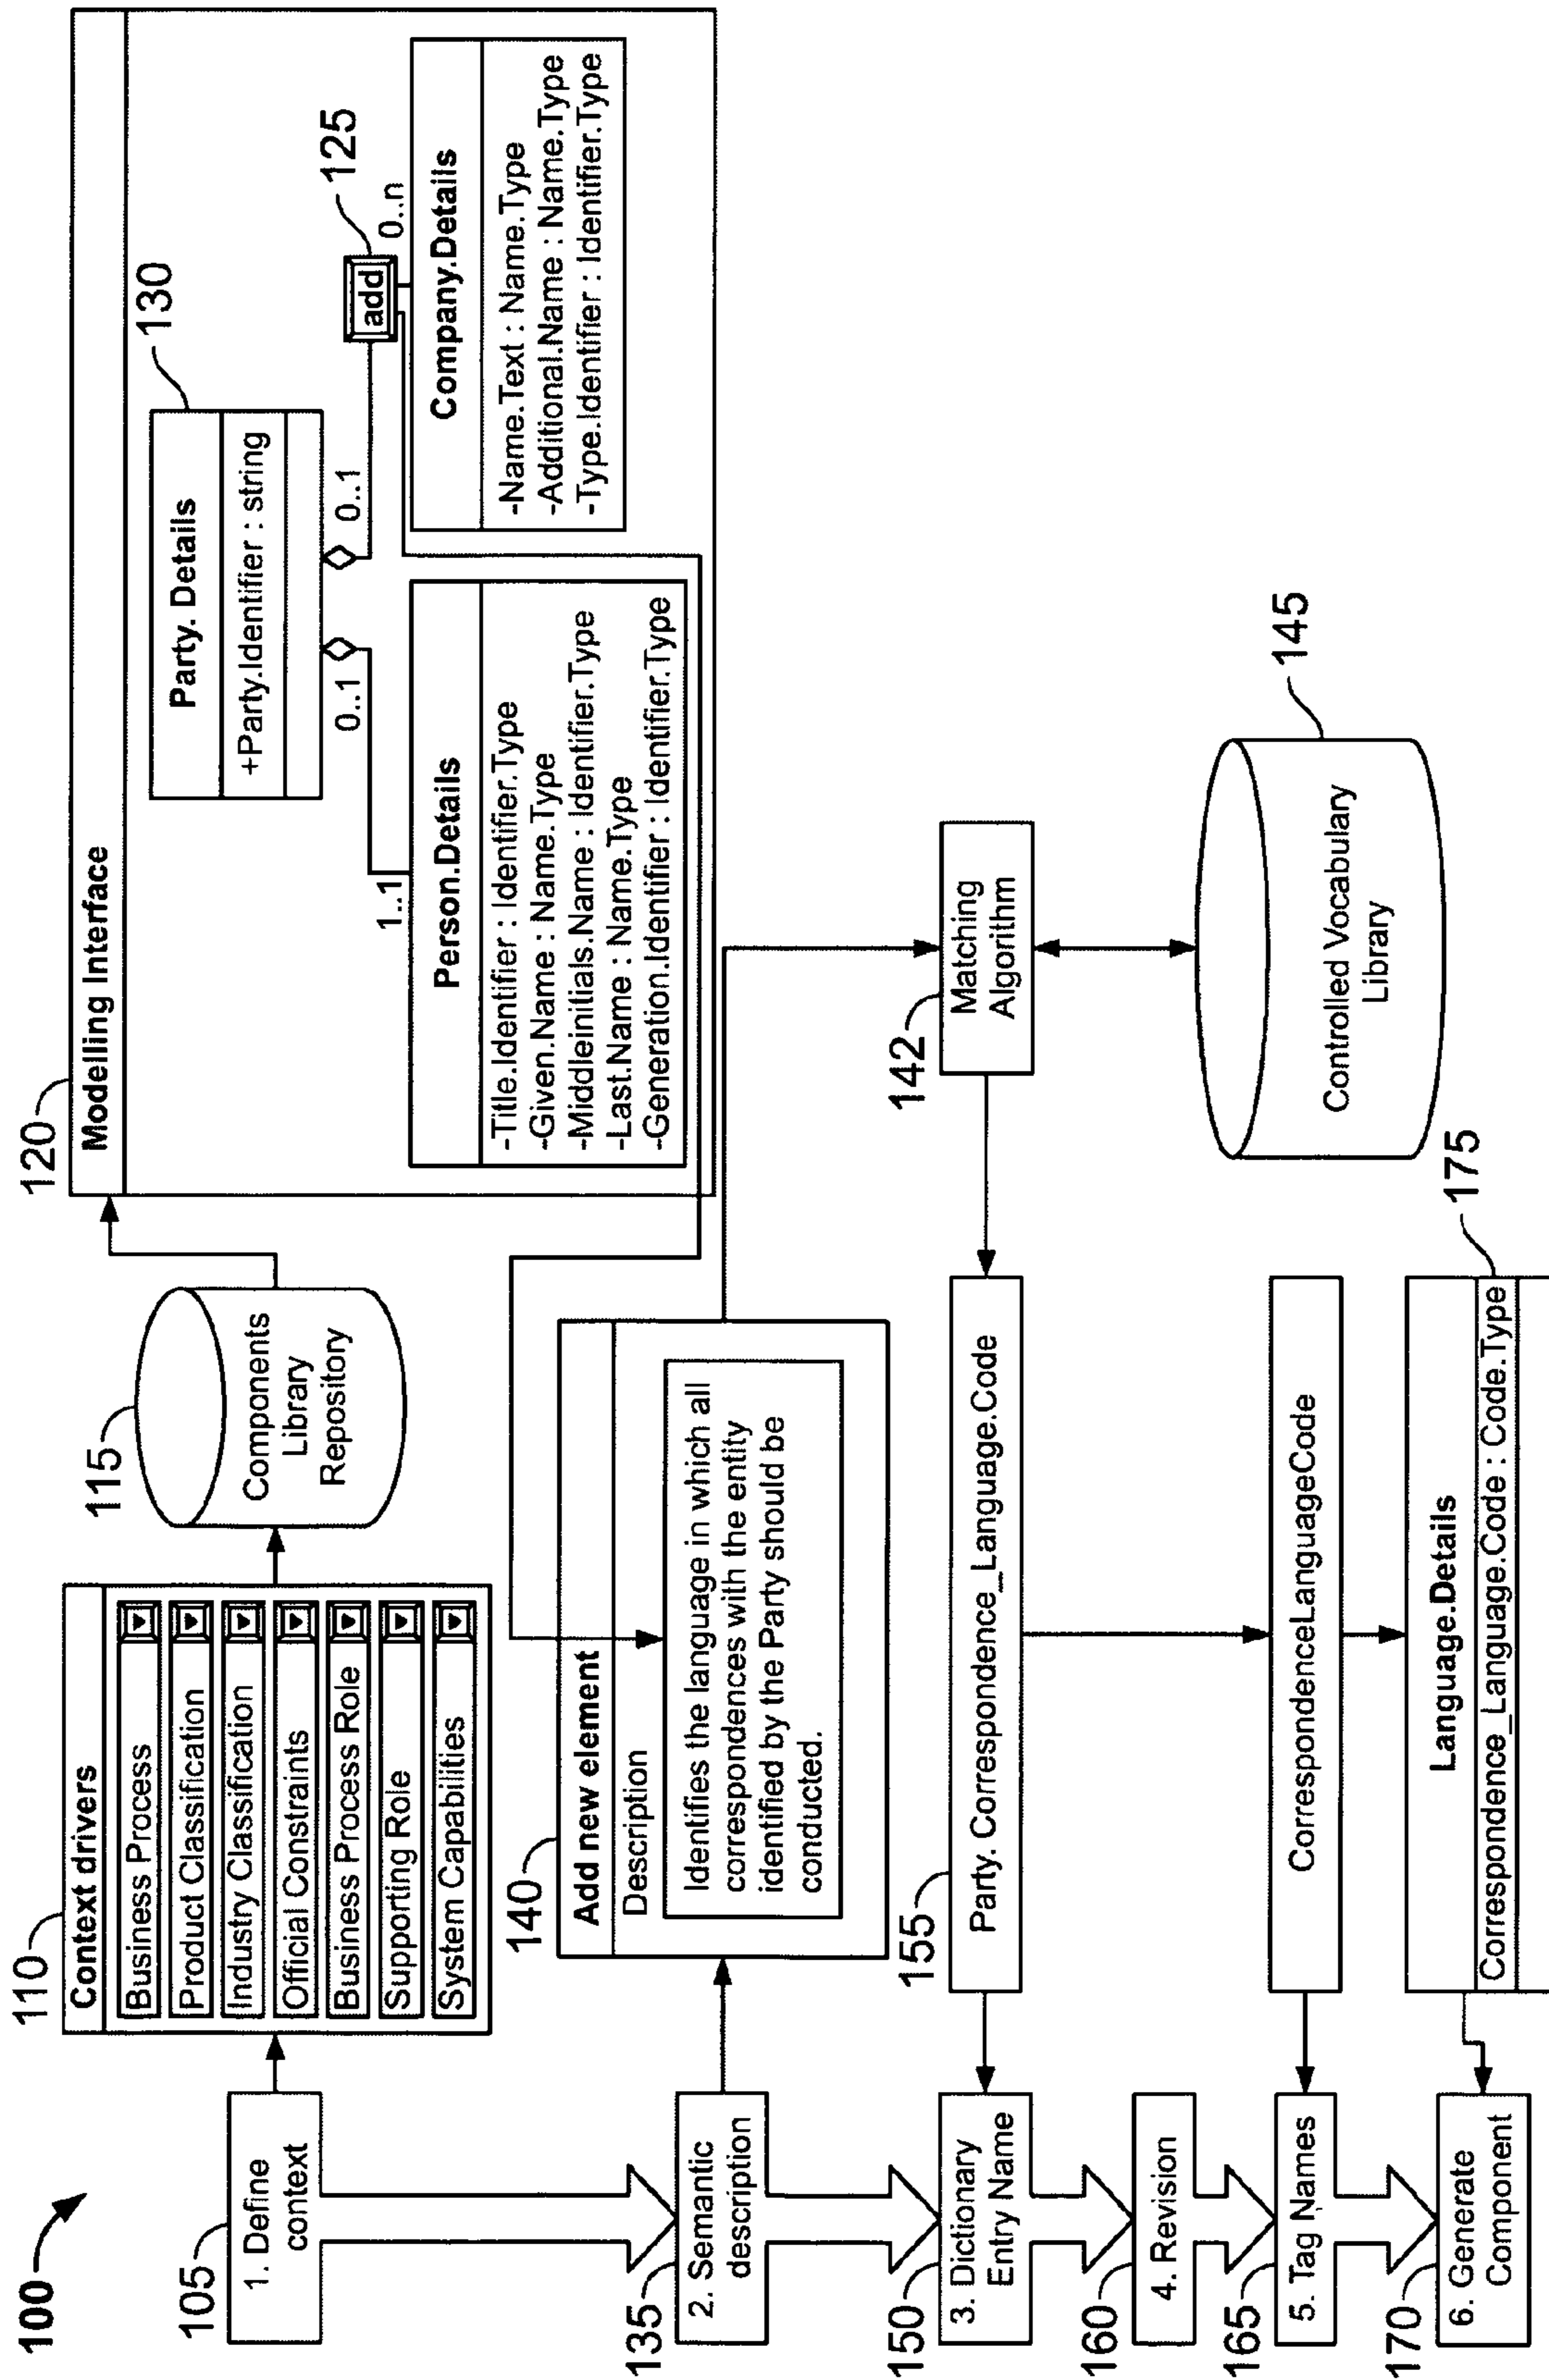 100
105
1. Define
context
110
Context drivers
Business Process
Product Classification
Industry Classification
Official Constraints
Business Process Role
Supporting Role
System Capabilities
115
Components
Library
Repository
120
Modelling Interface
130
Party. Details
+Party.Identifier : string
0..1
0..1
1..1
125
add
0..n
Person.Details
-Title.Identifier : Identifier.Type
-Given.Name : Name.Type
-Middleinitials.Name : Identifier.Type
-Last.Name : Name.Type
-Generation.Identifier : Identifier.Type
Company.Details
-Name.Text : Name.Type
-Additional.Name : Name.Type
-Type.Identifier : Identifier.Type
135
2. Semantic
description
140
Add new element
Description
Identifies the language in which all
correspondences with the entity
identified by the Party should be
conducted.
142
Matching
Algorithm
145
Controlled Vocabulary
Library
150
3. Dictionary
Entry Name
155
Party. Correspondence_Language.Code
160
4. Revision
165
5. Tag Names
CorrespondenceLanguageCode
170
6. Generate
Component
175
Language.Details
Correspondence_Language.Code : Code.Type